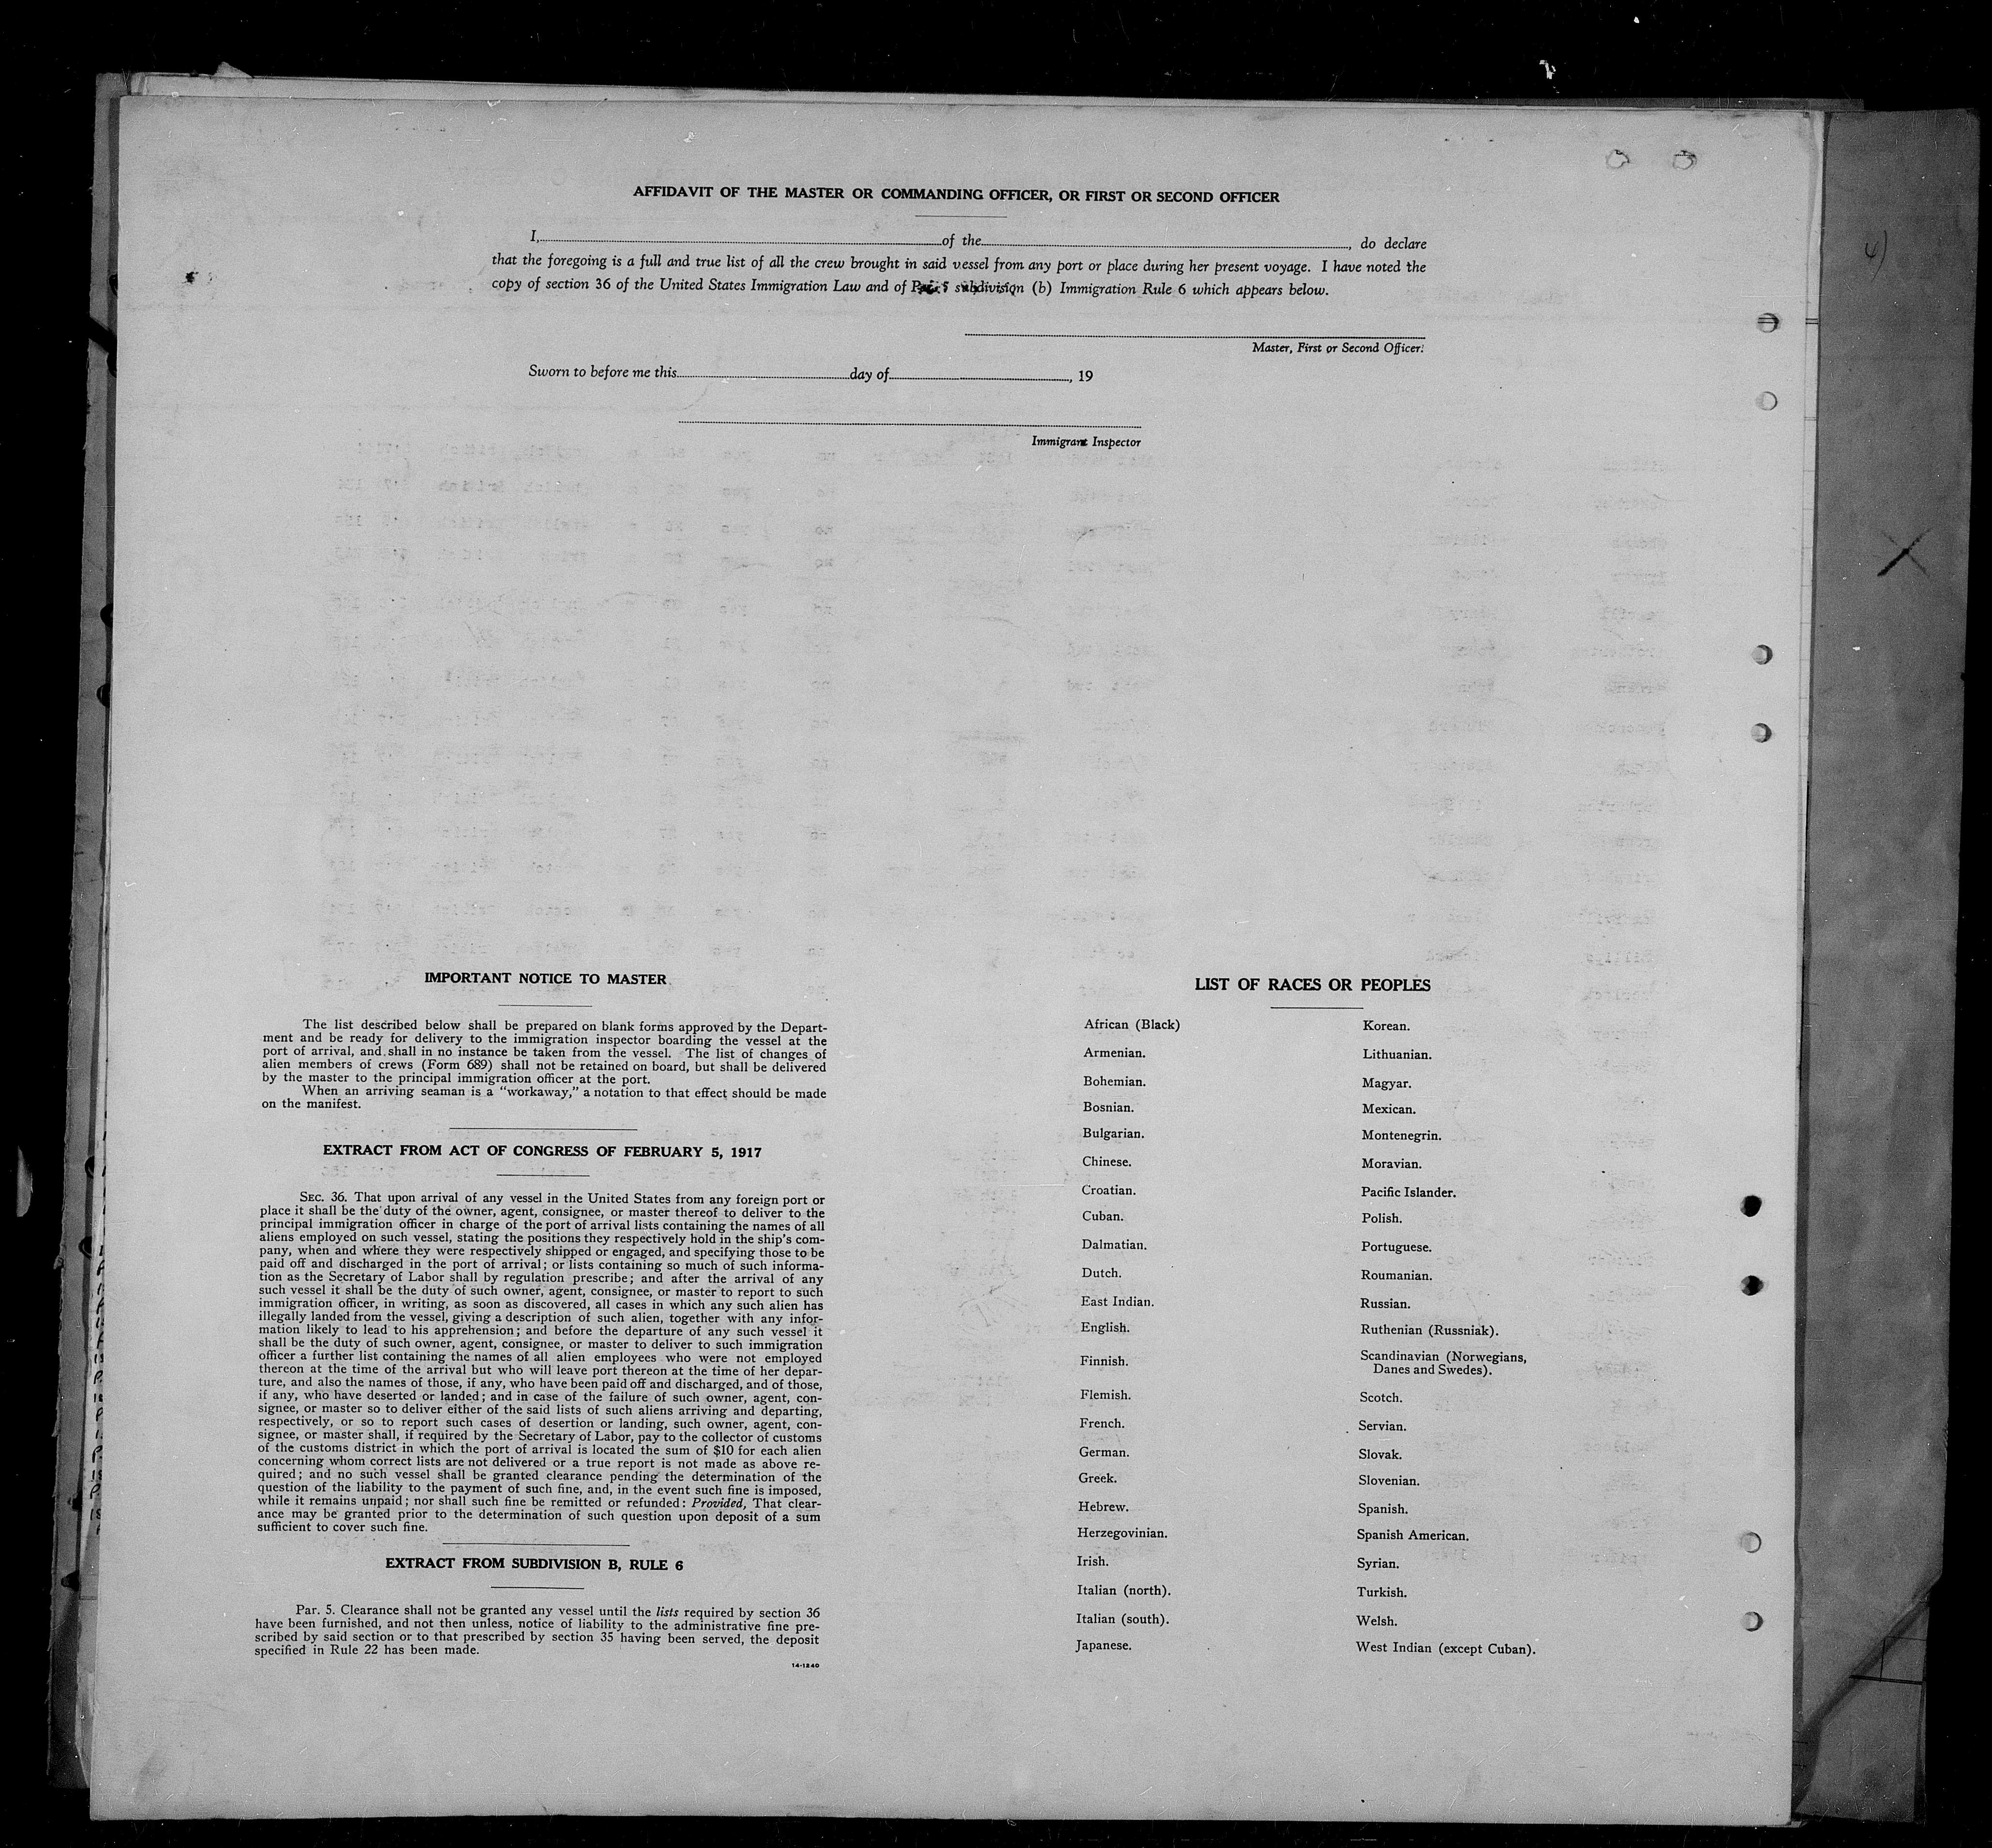 AFFIDAVIT OF THE MASTER OR COMMANDING OFFICER, OR FIRST OR SECOND OFFICER
I, of the , do declare
that the foregoing is a full and true list of all the crew brought in said vessel from any port or place during her present voyage. I have noted the
copy of section 36 of the United States Immigration Law and of Par. 5 subdivision (b) Immigration Rule 6 which appears below.
Master, First or Second Officer.
Sworn to before me this day of , 19
Immigrant Inspector
IMPORTANT NOTICE TO MASTER
The list described below shall be prepared on blank forms approved by the Depart-
ment and be ready for delivery to the immigration inspector boarding the vessel at the
port of arrival, and shall in no instance be taken from the vessel. The list of changes of
alien members of crews (Form 689) shall not be retained on board, but shall be delivered
by the master to the principal immigration officer at the port.
When an arriving seaman is a "workaway," a notation to that effect should be made
on the manifest.
EXTRACT FROM ACT OF CONGRESS OF FEBRUARY 5, 1917
SEC. 36. That upon arrival of any vessel in the United States from any foreign port or
place it shall be the duty of the owner, agent, consignee, or master thereof to deliver to the
principal immigration officer in charge of the port of arrival lists containing the names of all
aliens employed on such vessel, stating the positions they respectively hold in the ship's com-
pany, when and where they were respectively shipped or engaged, and specifying those to be
paid off and discharged in the port of arrival; or lists containing so much of such informa-
tion as the Secretary of Labor shall by regulation prescribe; and after the arrival of any
such vessel it shall be the duty of such owner, agent, consignee, or master to report to such
immigration officer, in writing, as soon as discovered, all cases in which any such alien has
illegally landed from the vessel, giving a description of such alien, together with any infor-
mation likely to lead to his apprehension; and before the departure of any such vessel it
shall be the duty of such owner, agent, consignee, or master to deliver to such immigration
officer a further list containing the names of all alien employees who were not employed
thereon at the time of the arrival but who will leave port thereon at the time of her depar-
ture, and also the names of those, if any, who have been paid off and discharged, and of those,
if any, who have deserted or landed; and in case of the failure of such owner, agent, con-
signee, or master so to deliver either of the said lists of such aliens arriving and departing,
respectively, or so to report such cases of desertion or landing, such owner, agent, con-
signee, or master shall, if required by the Secretary of Labor, pay to the collector of customs
of the customs district in which the port of arrival is located the sum of $10 for each alien
concerning whom correct lists are not delivered or a true report is not made as above re-
quired; and no such vessel shall be granted clearance pending the determination of the
question of the liability to the payment of such fine, and, in the event such fine is imposed,
while it remains unpaid; nor shall such fine be remitted or refunded: Provided, That clear-
ance may be granted prior to the determination of such question upon deposit of a sum
sufficient to cover such fine.
EXTRACT FROM SUBDIVISION B, RULE 6
Par. 5. Clearance shall not be granted any vessel until the lists required by section 36
have been furnished, and not then unless, notice of liability to the administrative fine pre-
scribed by said section or to that prescribed by section 35 having been served, the deposit
specified in Rule 22 has been made.
14-1240
LIST OF RACES OR PEOPLES
African (Black)
Armenian.
Bohemian.
Bosnian.
Bulgarian.
Chinese.
Croatian.
Cuban.
Dalmatian.
Dutch.
East Indian.
English.
Finnish.
Flemish.
French.
German.
Greek.
Hebrew.
Herzegovinian.
Irish.
Italian (north).
Italian (south).
Japanese.
Korean.
Lithuanian.
Magyar.
Mexican.
Montenegrin.
Moravian.
Pacific Islander.
Polish.
Portuguese.
Roumanian.
Russian.
Ruthenian (Russniak).
Scandinavian (Norwegians,
Danes and Swedes).
Scotch.
Servian.
Slovak.
Slovenian.
Spanish.
Spanish American.
Syrian.
Turkish.
Welsh.
West Indian (except Cuban).